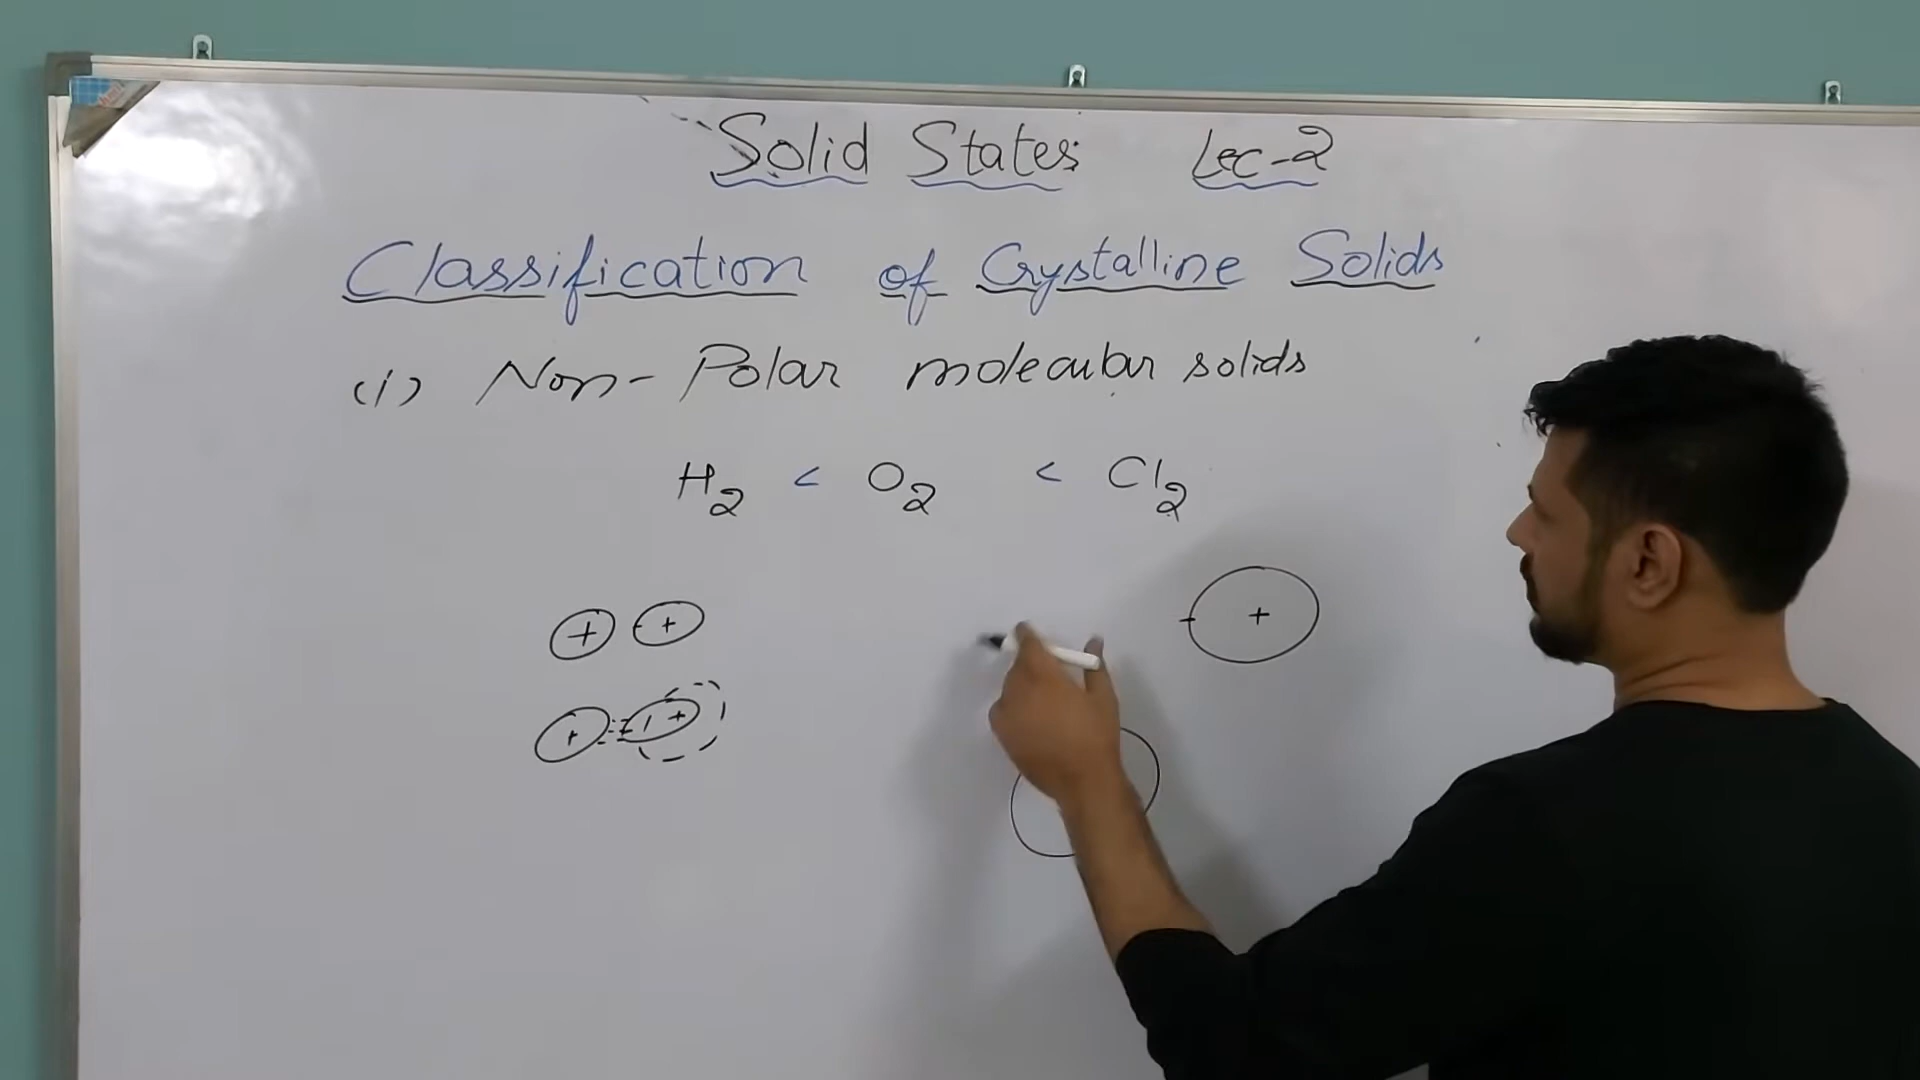 Solid States Lec-2
Classification of Crystalline Solids
(i) Non-Polar molecular solids
H2 < O2 < Cl2
+ + - +
+ - +